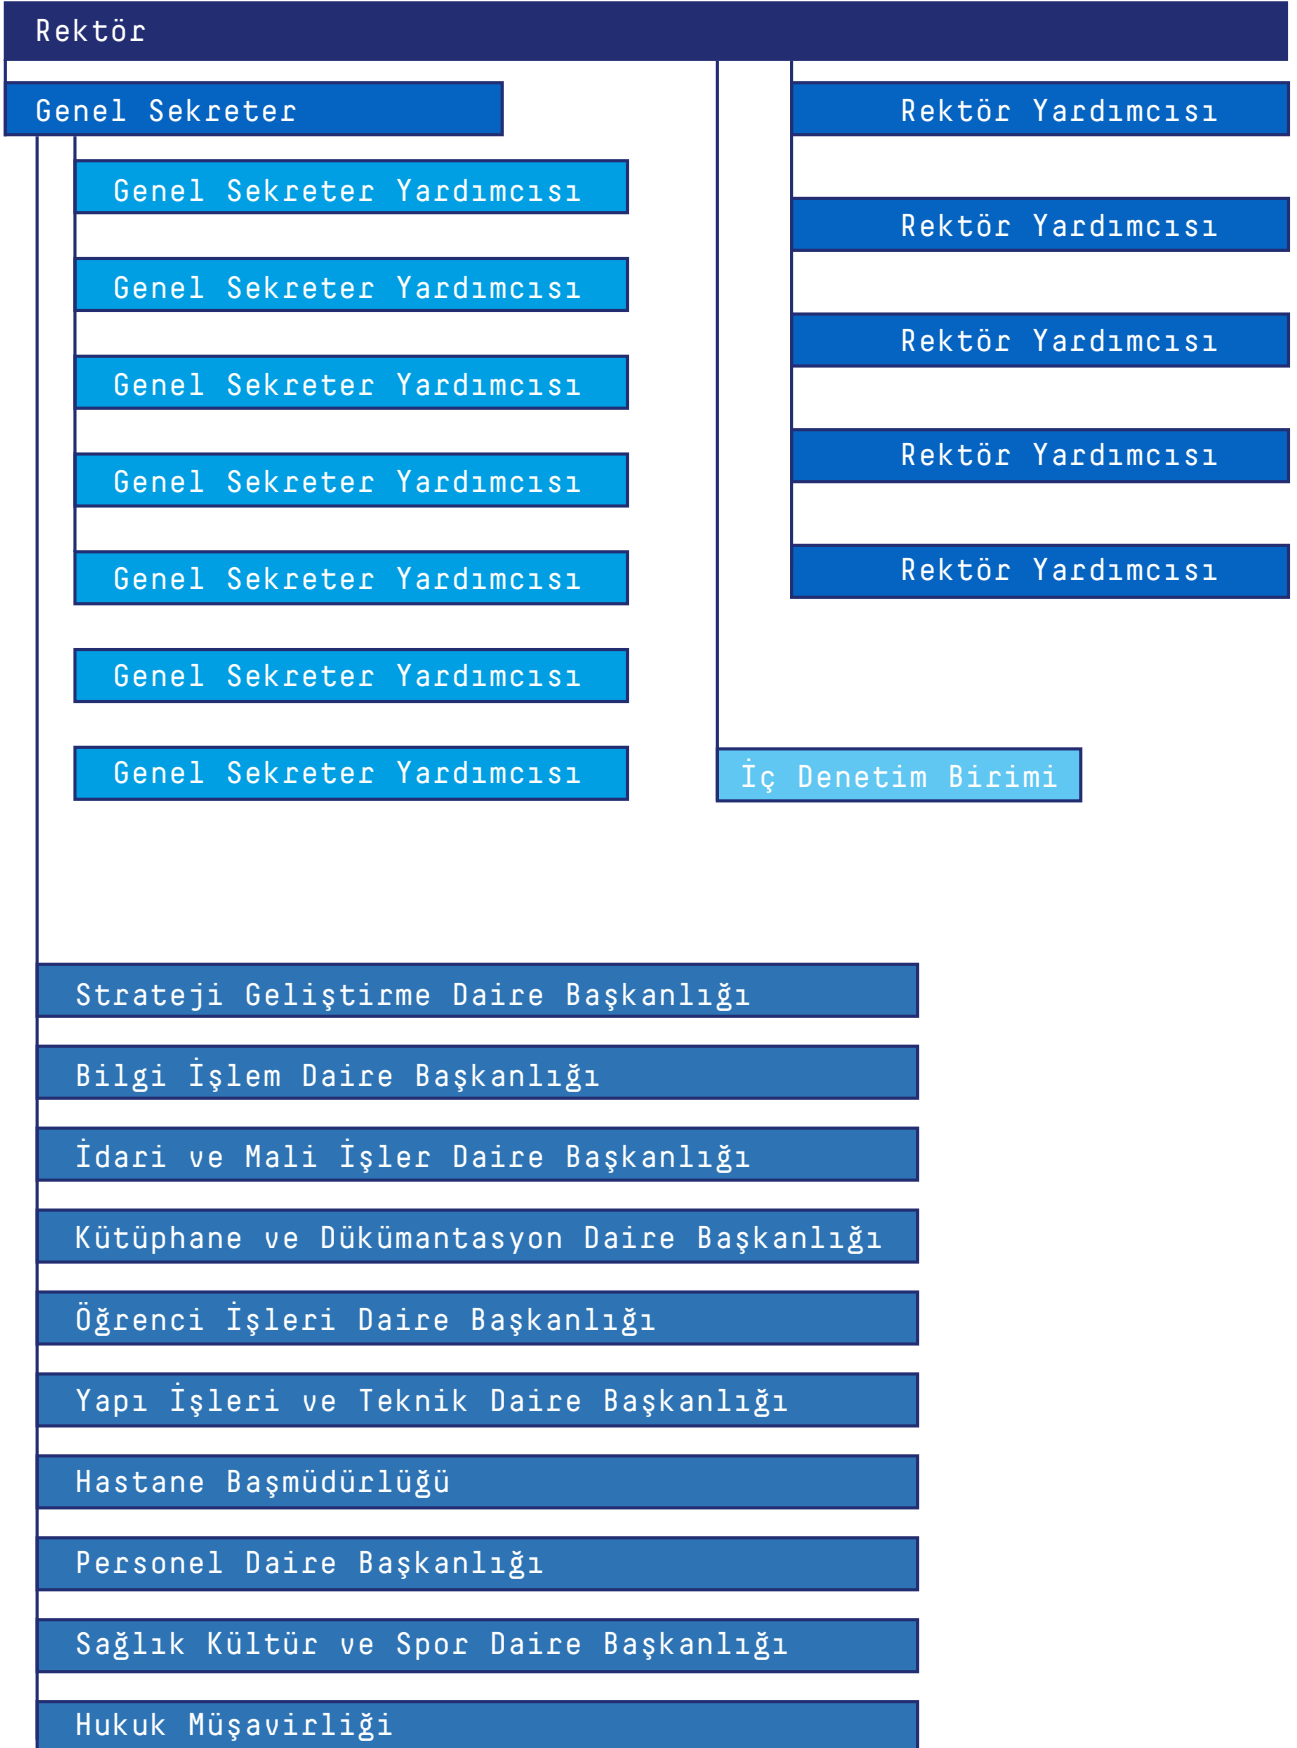 Rektör
Genel Sekreter
Genel Sekreter Yardımcısı
Genel Sekreter Yardımcısı
Genel Sekreter Yardımcısı
Genel Sekreter Yardımcısı
Genel Sekreter Yardımcısı
Genel Sekreter Yardımcısı
Genel Sekreter Yardımcısı
Rektör Yardımcısı
Rektör Yardımcısı
Rektör Yardımcısı
Rektör Yardımcısı
Rektör Yardımcısı
İç Denetim Birimi
Strateji Geliştirme Daire Başkanlığı
Bilgi İşlem Daire Başkanlığı
İdari ve Mali İşler Daire Başkanlığı
Kütüphane ve Dükümantasyon Daire Başkanlığı
Öğrenci İşleri Daire Başkanlığı
Yapı İşleri ve Teknik Daire Başkanlığı
Hastane Başmüdürlüğü
Personel Daire Başkanlığı
Sağlık Kültür ve Spor Daire Başkanlığı
Hukuk Müşavirliği